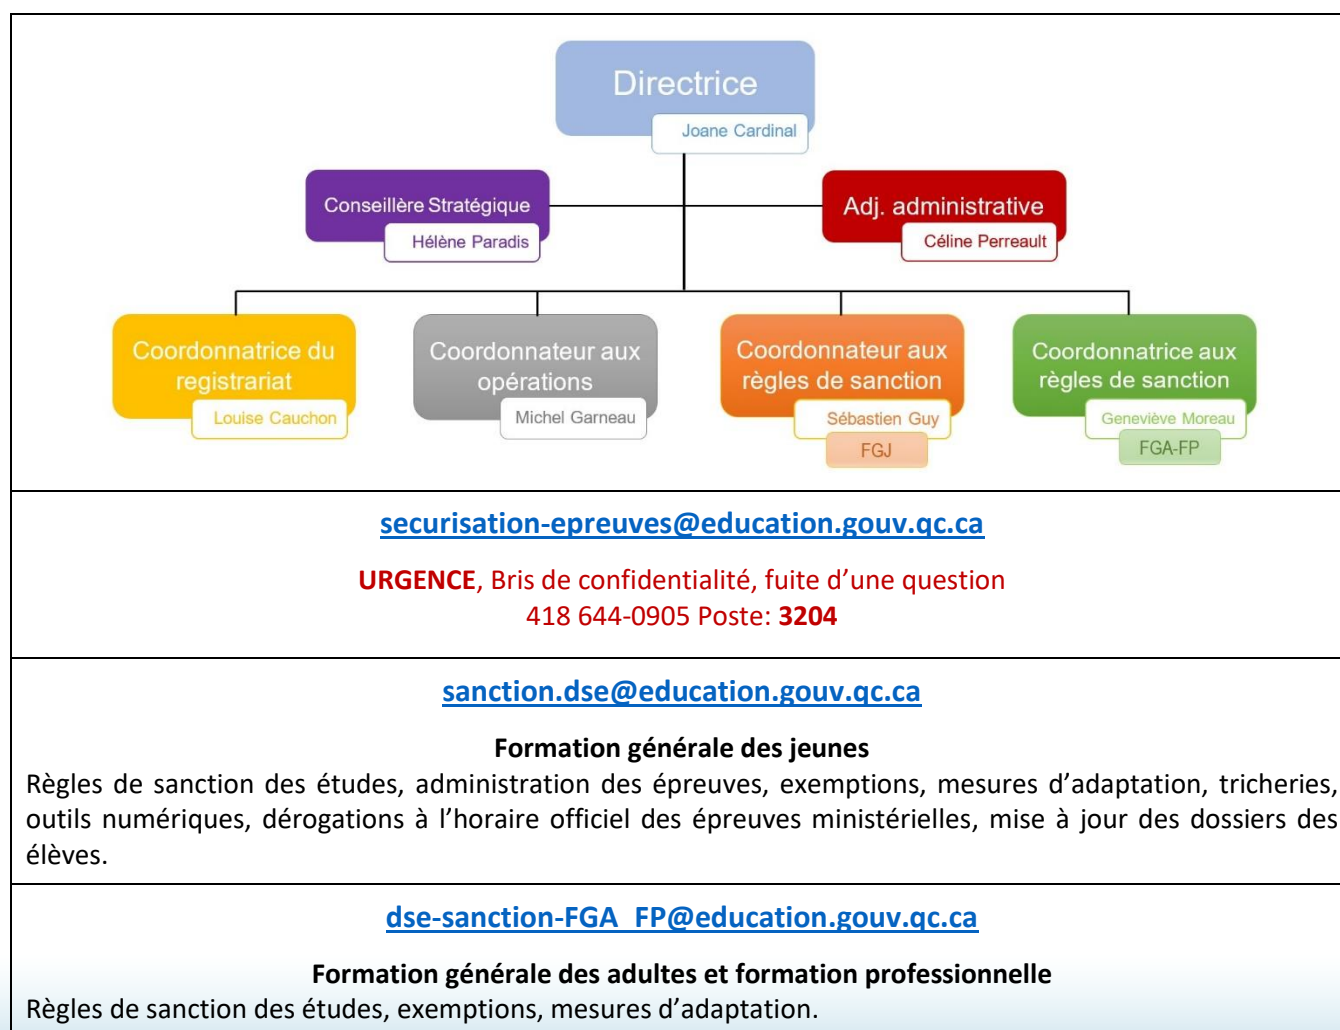 Directrice
Joane Cardinal
Conseillère Stratégique
Hélène Paradis
Adj. administrative
Céline Perreault
Coordonnatrice du
registrariat
Louise Cauchon
Coordonnateur aux
opérations
Michel Garneau
Coordonnateur aux
règles de sanction
Sébastien Guy
FGJ
Coordonnatrice aux
règles de sanction
Geneviève Moreau
FGA-FP
securisation-epreuves@education.gouv.qc.ca
URGENCE, Bris de confidentialité, fuite d’une question
418 644-0905 Poste: 3204
sanction.dse@education.gouv.qc.ca
Formation générale des jeunes
Règles de sanction des études, administration des épreuves, exemptions, mesures d’adaptation, tricheries,
outils numériques, dérogations à l’horaire officiel des épreuves ministérielles, mise à jour des dossiers des
élèves.
dse-sanction-FGA_FP@education.gouv.qc.ca
Formation générale des adultes et formation professionnelle
Règles de sanction des études, exemptions, mesures d’adaptation.